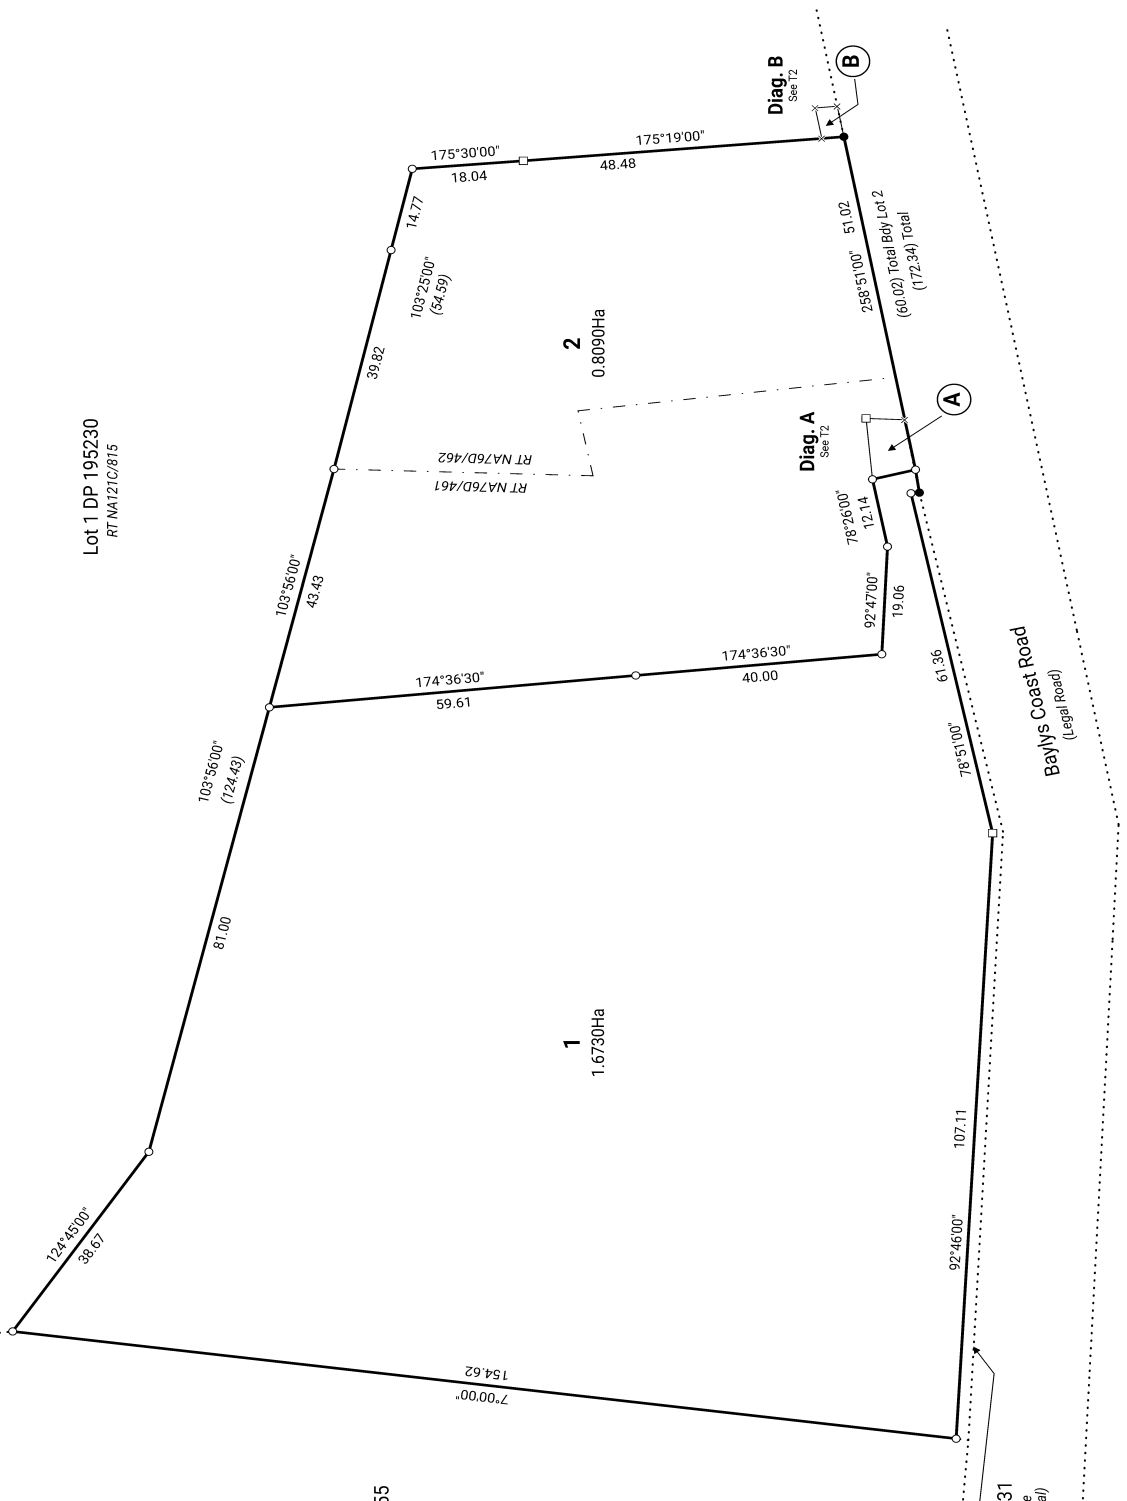 Lot 1 DP 195230
RT NA121C/815
Diag. B
See T2
B
175°30'00"
18.04
175°19'00"
48.48
14.77
103°25'00"
(54.59)
39.82
51.02
258°51'00"
(60.02) Total Bdy Lot 2
(172.34) Total
2
0.8090Ha
RT NA76D/462
RT NA76D/461
Diag. A
See T2
A
78°26'00"
12.14
92°47'00"
19.06
103°56'00"
43.43
174°36'30"
59.61
174°36'30"
40.00
61.36
78°51'00"
Baylys Coast Road
(Legal Road)
103°56'00"
(124.43)
81.00
1
1.6730Ha
107.11
92°46'00"
124°45'00"
38.67
154.62
7°00'00"
55
31
e
al)